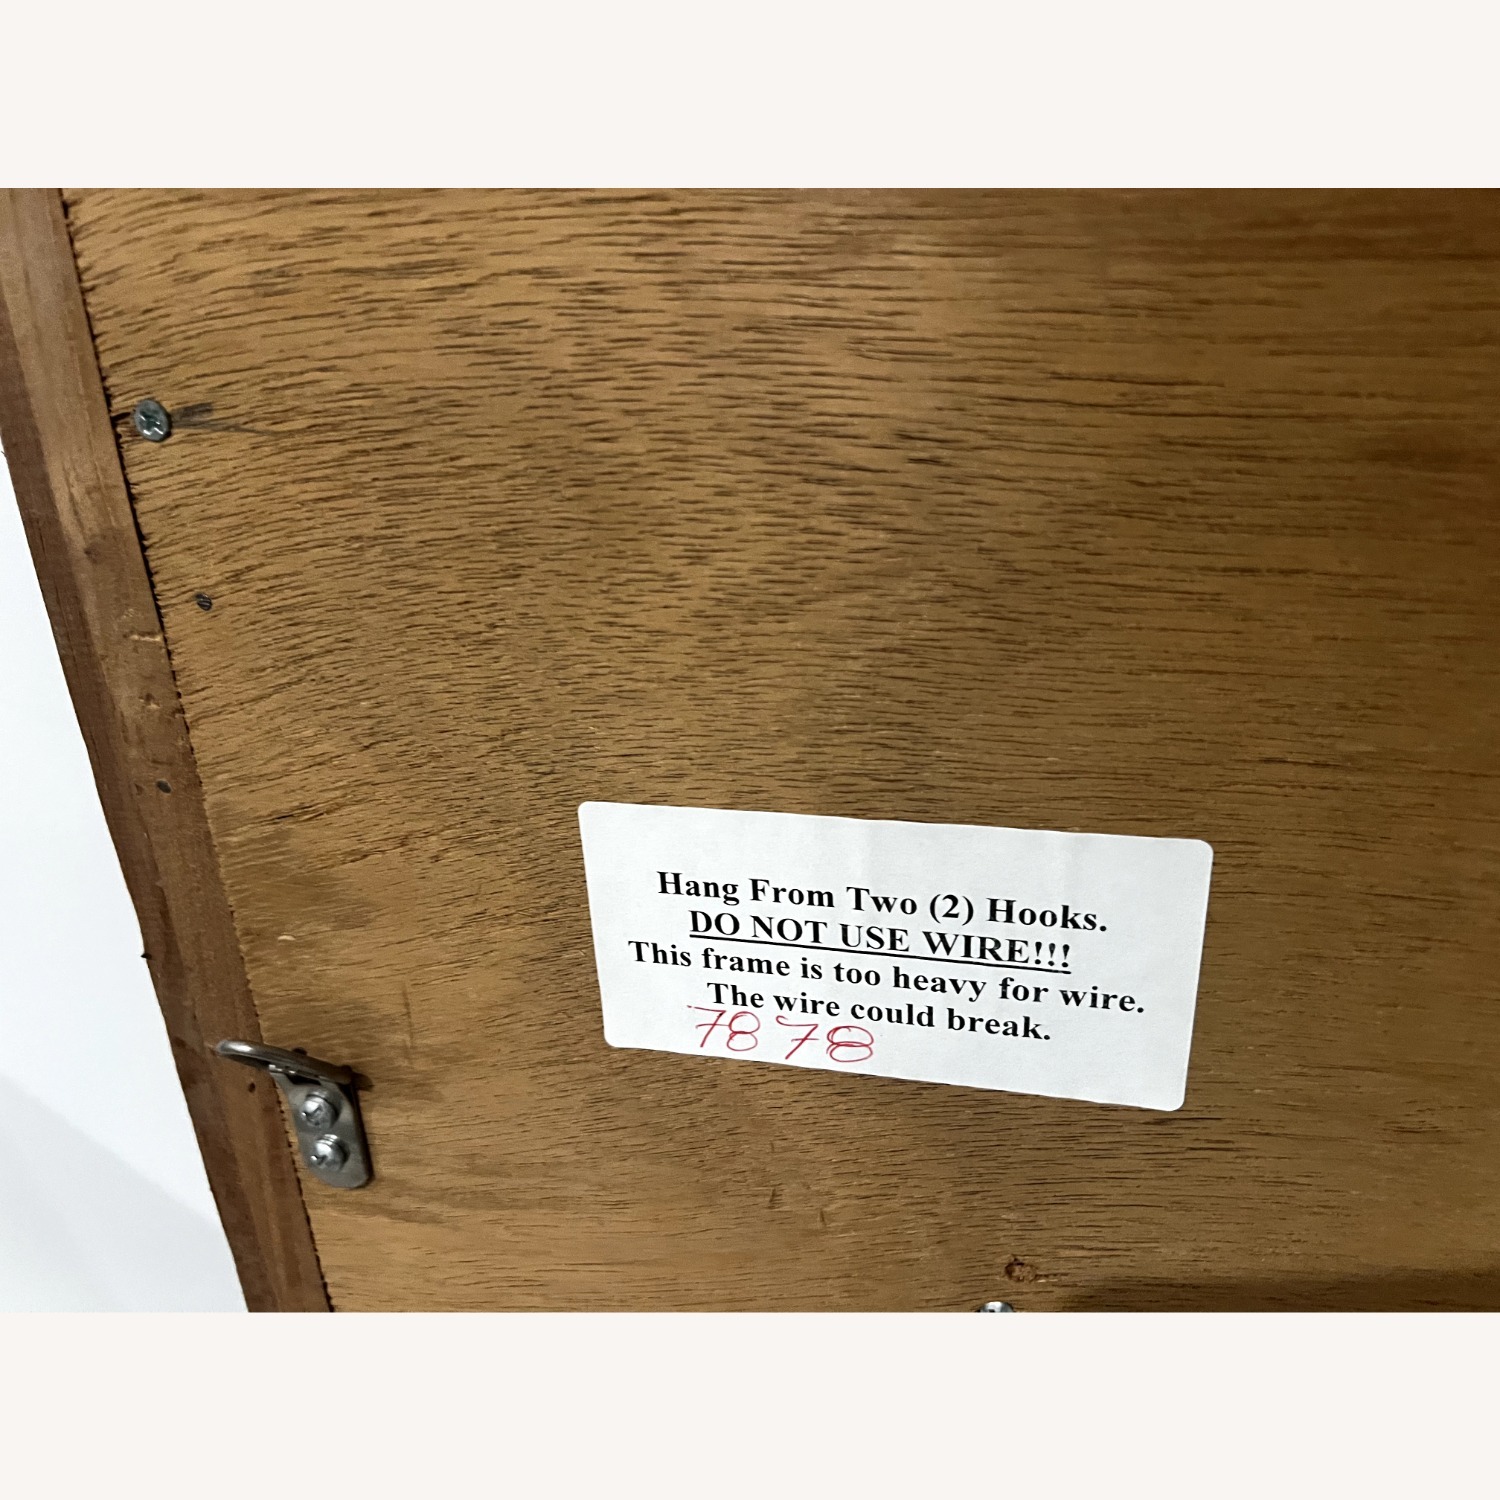 Hang From Two (2) Hooks.
DO NOT USE WIRE!!!
This frame is too heavy for wire.
The wire could break.
7878